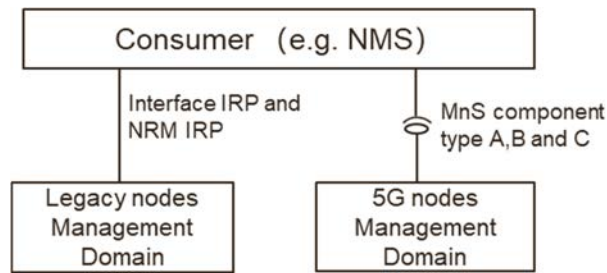 Consumer (e.g. NMS)
Interface IRP and
NRM IRP
MnS component
type A,B and C
Legacy nodes
Management
Domain
5G nodes
Management
Domain